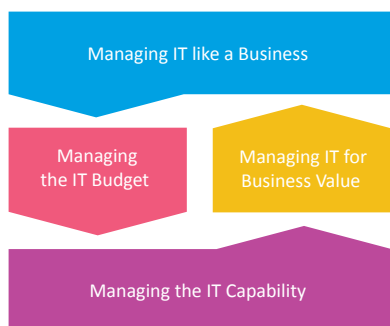 Managing IT like a Business
Managing
the IT Budget
Managing IT for
Business Value
Managing the IT Capability